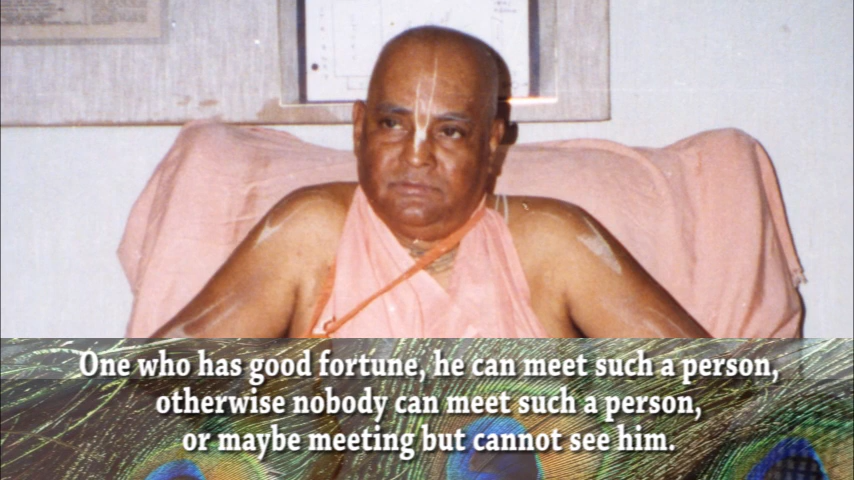 One who has good fortune, he can meet such a person,
otherwise nobody can meet such a person,
or maybe meeting but cannot see him.